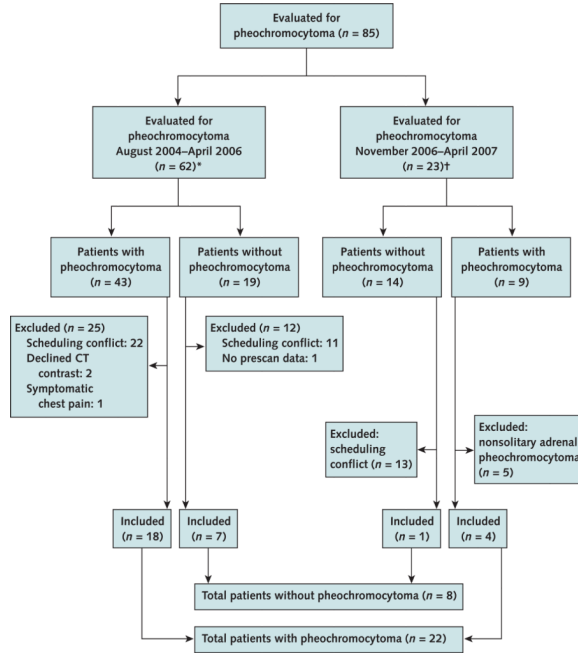 Evaluated for
pheochromocytoma (n = 85)
Evaluated for
pheochromocytoma
August 2004–April 2006
(n = 62)*
Evaluated for
pheochromocytoma
November 2006–April 2007
(n = 23)†
Patients with
pheochromocytoma
(n = 43)
Patients without
pheochromocytoma
(n = 19)
Patients without
pheochromocytoma
(n = 14)
Patients with
pheochromocytoma
(n = 9)
Excluded (n = 25)
Scheduling conflict: 22
Declined CT
contrast: 2
Symptomatic
chest pain: 1
Excluded (n = 12)
Scheduling conflict: 11
No prescan data: 1
Excluded:
scheduling
conflict (n = 13)
Excluded:
nonsolitary adrenal
pheochromocytoma
(n = 5)
Included
(n = 18)
Included
(n = 7)
Included
(n = 1)
Included
(n = 4)
Total patients without pheochromocytoma (n = 8)
Total patients with pheochromocytoma (n = 22)